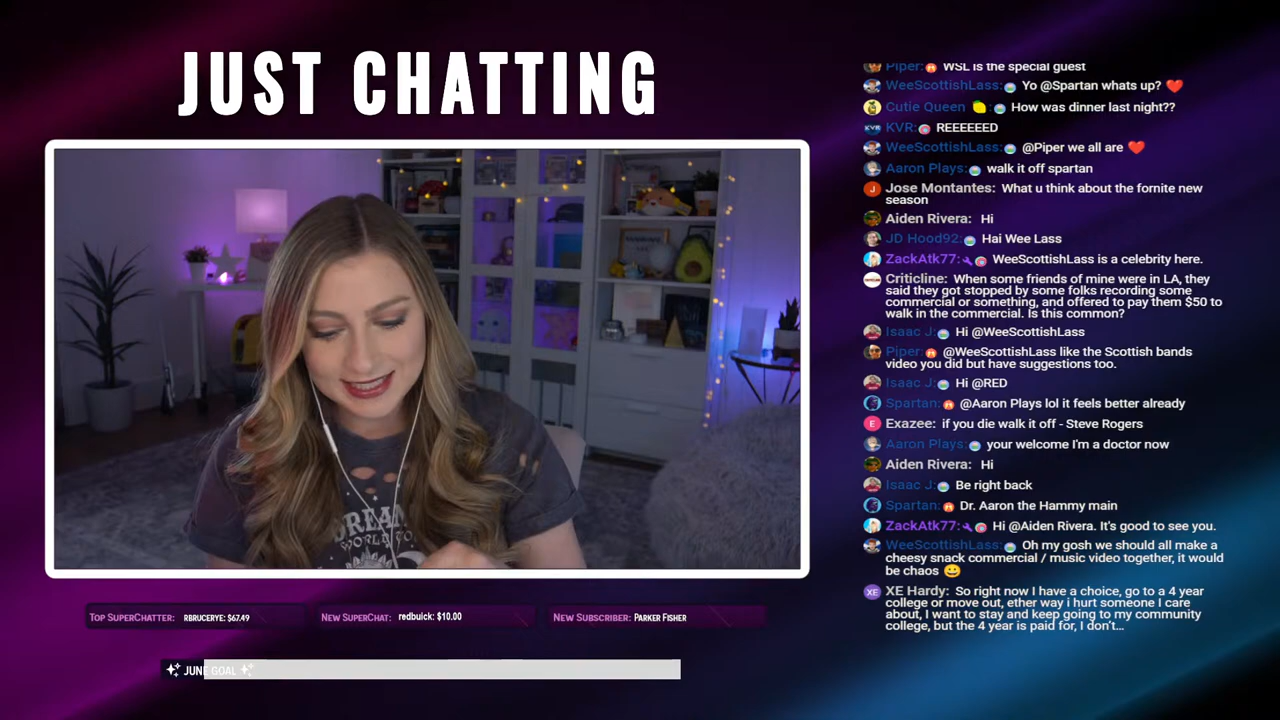 JUST CHATTING
Piper: WSL is the special guest
WeeScottishLass: Yo @Spartan whats up?
Cutie Queen : How was dinner last night??
KVR: REEEEEED
WeeScottishLass: @Piper we all are
Aaron Plays: walk it off spartan
Jose Montantes: What u think about the fornite new
season
Aiden Rivera: Hi
JD Hood92: Hai Wee Lass
ZackAtk77: WeeScottishLass is a celebrity here.
Criticline: When some friends of mine were in LA, they
said they got stopped by some folks recording some
commercial or something, and offered to pay them $50 to
walk in the commercial. Is this common?
Isaac J: Hi @WeeScottishLass
Piper: @WeeScottishLass like the Scottish bands
video you did but have suggestions too.
Isaac J: Hi @RED
Spartan: @Aaron Plays lol it feels better already
Exazee: if you die walk it off - Steve Rogers
Aaron Plays: your welcome I'm a doctor now
Aiden Rivera: Hi
Isaac J: Be right back
Spartan: Dr. Aaron the Hammy main
ZackAtk77: Hi @Aiden Rivera. It's good to see you.
WeeScottishLass: Oh my gosh we should all make a
cheesy snack commercial / music video together, it would
be chaos
XE Hardy: So right now I have a choice, go to a 4 year
college or move out, ether way i hurt someone I care
about, I want to stay and keep going to my community
college, but the 4 year is paid for, I don't...
DREAM
WORLD TO
TOP SUPERCHATTER: RBRUCERYE: $67.49
NEW SUPERCHAT: redbuick: $10.00
NEW SUBSCRIBER: PARKER FISHER
JUNE GOAL